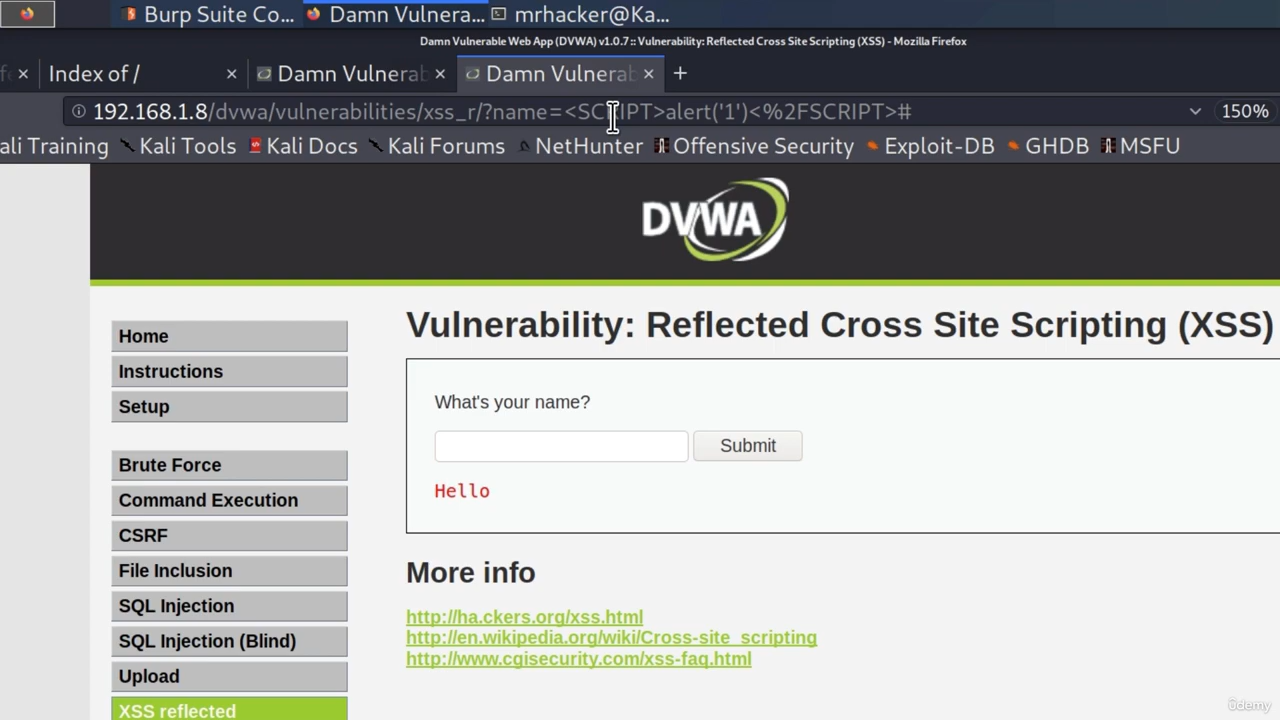 Burp Suite Co... Damn Vulnera... mrhacker@Ka...
Damn Vulnerable Web App (DVWA) v1.0.7 :: Vulnerability: Reflected Cross Site Scripting (XSS) - Mozilla Firefox
Index of / Damn Vulnerab Damn Vulnerab
192.168.1.8/dvwa/vulnerabilities/xss_r/?name=<SCRIPT>alert('1')<%2FSCRIPT># 150%
ali Training Kali Tools Kali Docs Kali Forums NetHunter Offensive Security Exploit-DB GHDB MSFU
DVWA
Vulnerability: Reflected Cross Site Scripting (XSS)
Home
Instructions
Setup
Brute Force
Command Execution
CSRF
File Inclusion
SQL Injection
SQL Injection (Blind)
Upload
XSS reflected
What's your name?
Submit
Hello
More info
http://ha.ckers.org/xss.html
http://en.wikipedia.org/wiki/Cross-site_scripting
http://www.cgisecurity.com/xss-faq.html
ûdemy